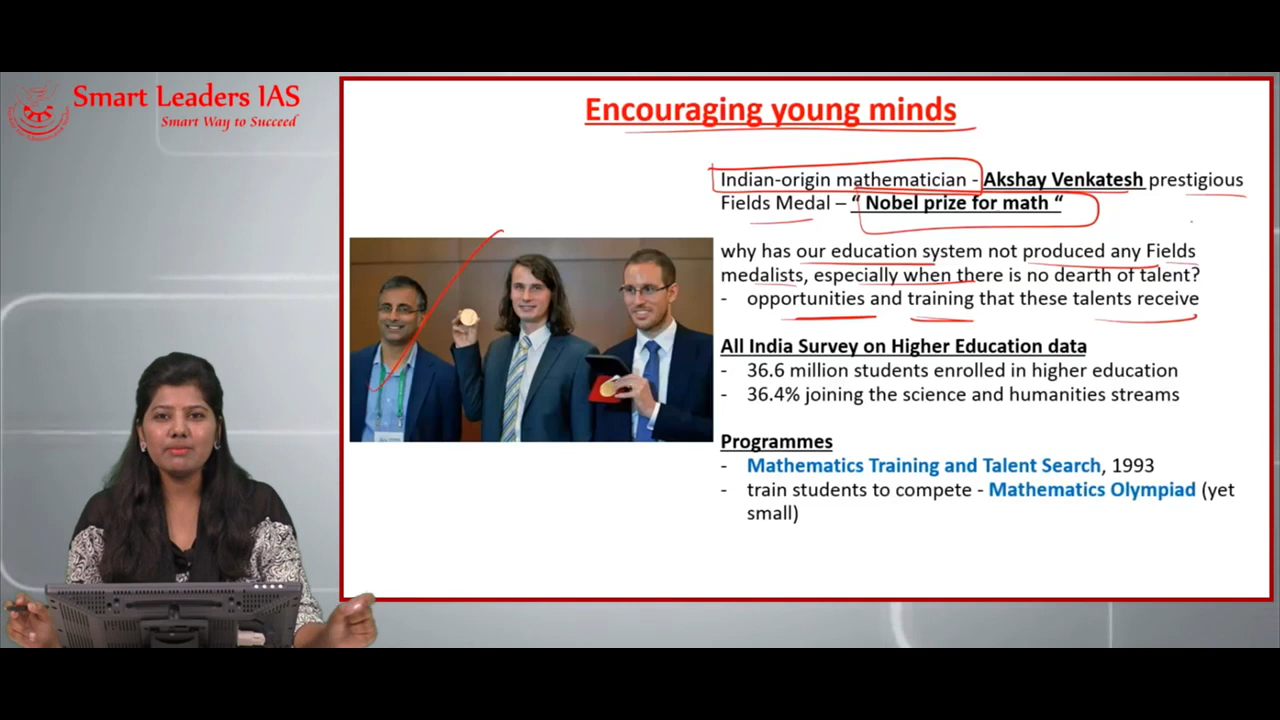 Smart Leaders IAS
Smart Way to Succeed
Encouraging young minds
Indian-origin mathematician - Akshay Venkatesh prestigious
Fields Medal – “ Nobel prize for math “
why has our education system not produced any Fields
medalists, especially when there is no dearth of talent?
- opportunities and training that these talents receive
All India Survey on Higher Education data
- 36.6 million students enrolled in higher education
- 36.4% joining the science and humanities streams
Programmes
- Mathematics Training and Talent Search, 1993
- train students to compete - Mathematics Olympiad (yet
small)